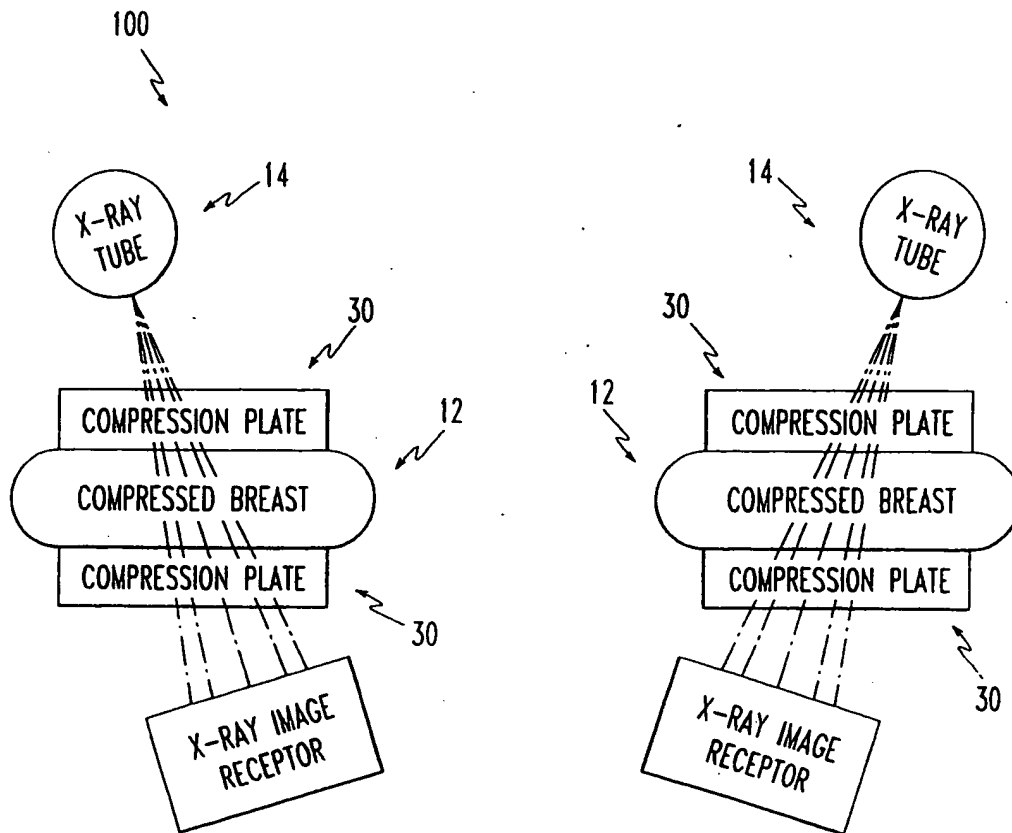 100
14
X-RAY
TUBE
30
COMPRESSION PLATE
12
COMPRESSED BREAST
COMPRESSION PLATE
30
X-RAY IMAGE
RECEPTOR
14
X-RAY
TUBE
30
COMPRESSION PLATE
12
COMPRESSED BREAST
COMPRESSION PLATE
30
X-RAY IMAGE
RECEPTOR